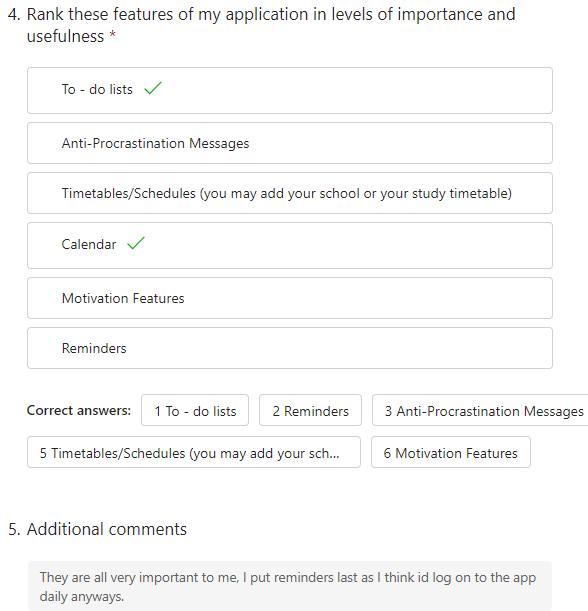 4. Rank these features of my application in levels of importance and
usefulness *
To - do lists
Anti-Procrastination Messages
Timetables/Schedules (you may add your school or your study timetable)
Calendar
Motivation Features
Reminders
Correct answers: 1 To - do lists 2 Reminders 3 Anti-Procrastination Messages
5 Timetables/Schedules (you may add your sch... 6 Motivation Features
5. Additional comments
They are all very important to me, I put reminders last as I think id log on to the app
daily anyways.